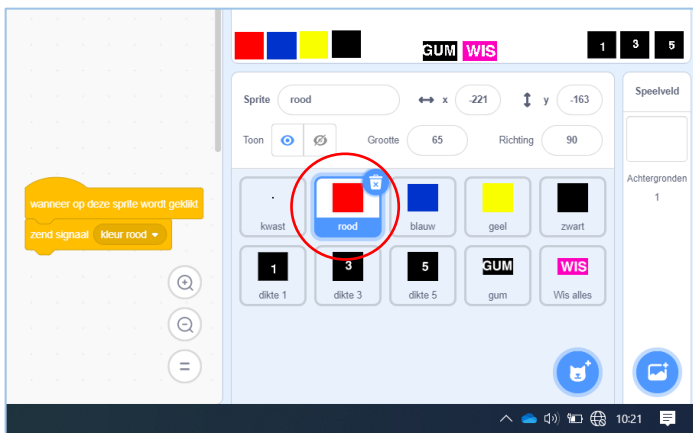 GUM WIS 1 3 5
Sprite rood x -221 y -163
Toon Grootte 65 Richting 90
Speelveld
Achtergronden
1
wanneer op deze sprite wordt geklikt
zend signaal kleur rood
kwast rood blauw geel zwart
1 3 5 GUM WIS
dikte 1 dikte 3 dikte 5 gum Wis alles
10:21